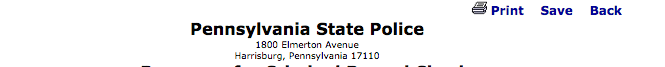 Print Save Back
Pennsylvania State Police
1800 Elmerton Avenue
Harrisburg, Pennsylvania 17110